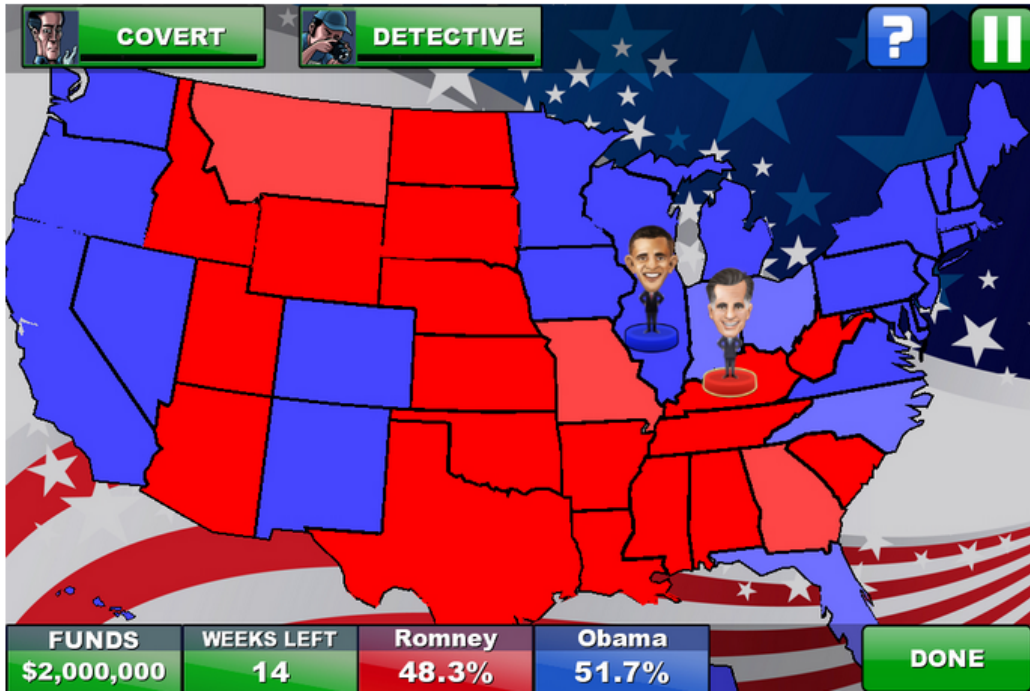 COVERT
DETECTIVE
?
FUNDS
$2,000,000
WEEKS LEFT
14
Romney
48.3%
Obama
51.7%
DONE